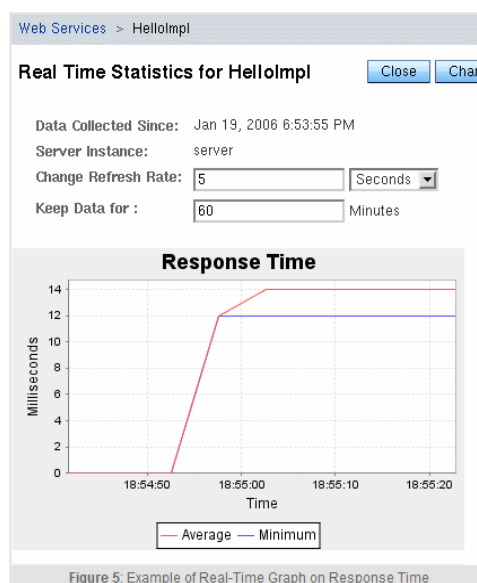 Web Services > HelloImpl
Real Time Statistics for HelloImpl
Close
Data Collected Since: Jan 19, 2006 6:53:55 PM
Server Instance: server
Change Refresh Rate: 5 Seconds
Keep Data for : 60 Minutes
Response Time
Milliseconds
14
12
10
8
6
4
2
0
18:54:50 18:55:00 18:55:10 18:55:20
Time
Average Minimum
Figure 5: Example of Real-Time Graph on Response Time